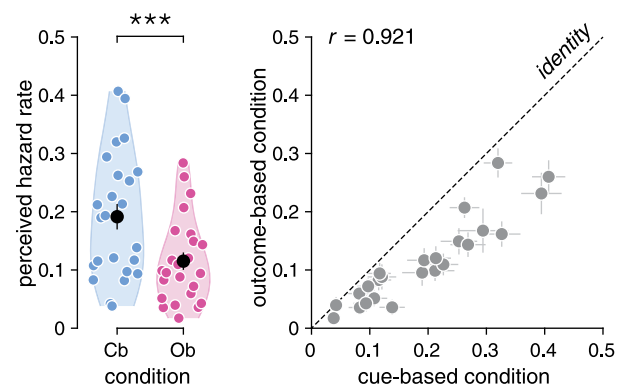 ***
0.5
0.4
0.3
0.2
0.1
0
perceived hazard rate
Cb
Ob
condition
r = 0.921
identity
0.5
0.4
0.3
0.2
0.1
0
outcome-based condition
0
0.1
0.2
0.3
0.4
0.5
cue-based condition